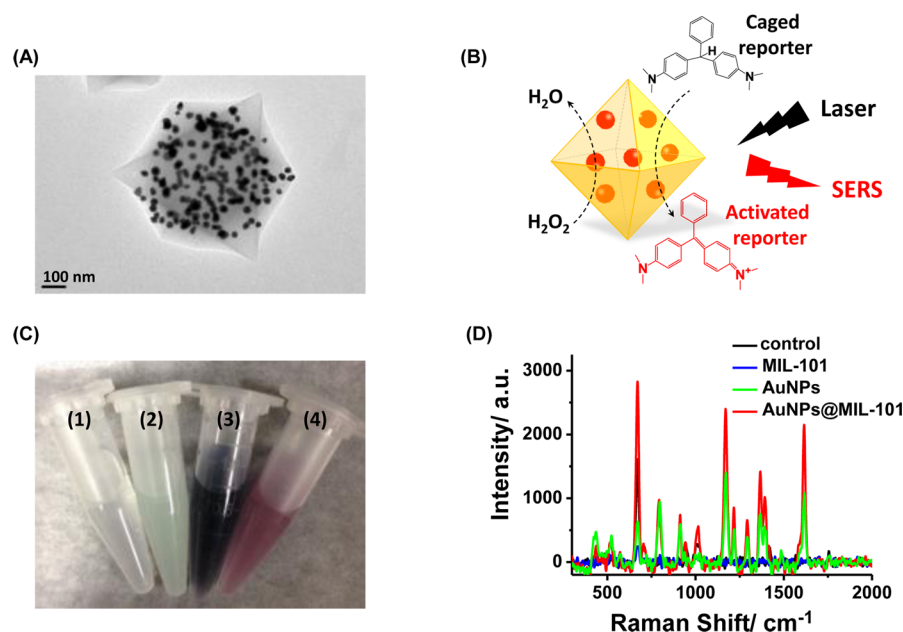 (A)
100 nm
(B)
Caged
reporter
H
N
N
H₂O
Laser
SERS
H₂O₂
Activated
reporter
N
N⁺
(C)
(1) (2) (3) (4)
(D)
control
MIL-101
AuNPs
AuNPs@MIL-101
Intensity/ a.u.
3000
2000
1000
0
500 1000 1500 2000
Raman Shift/ cm⁻¹